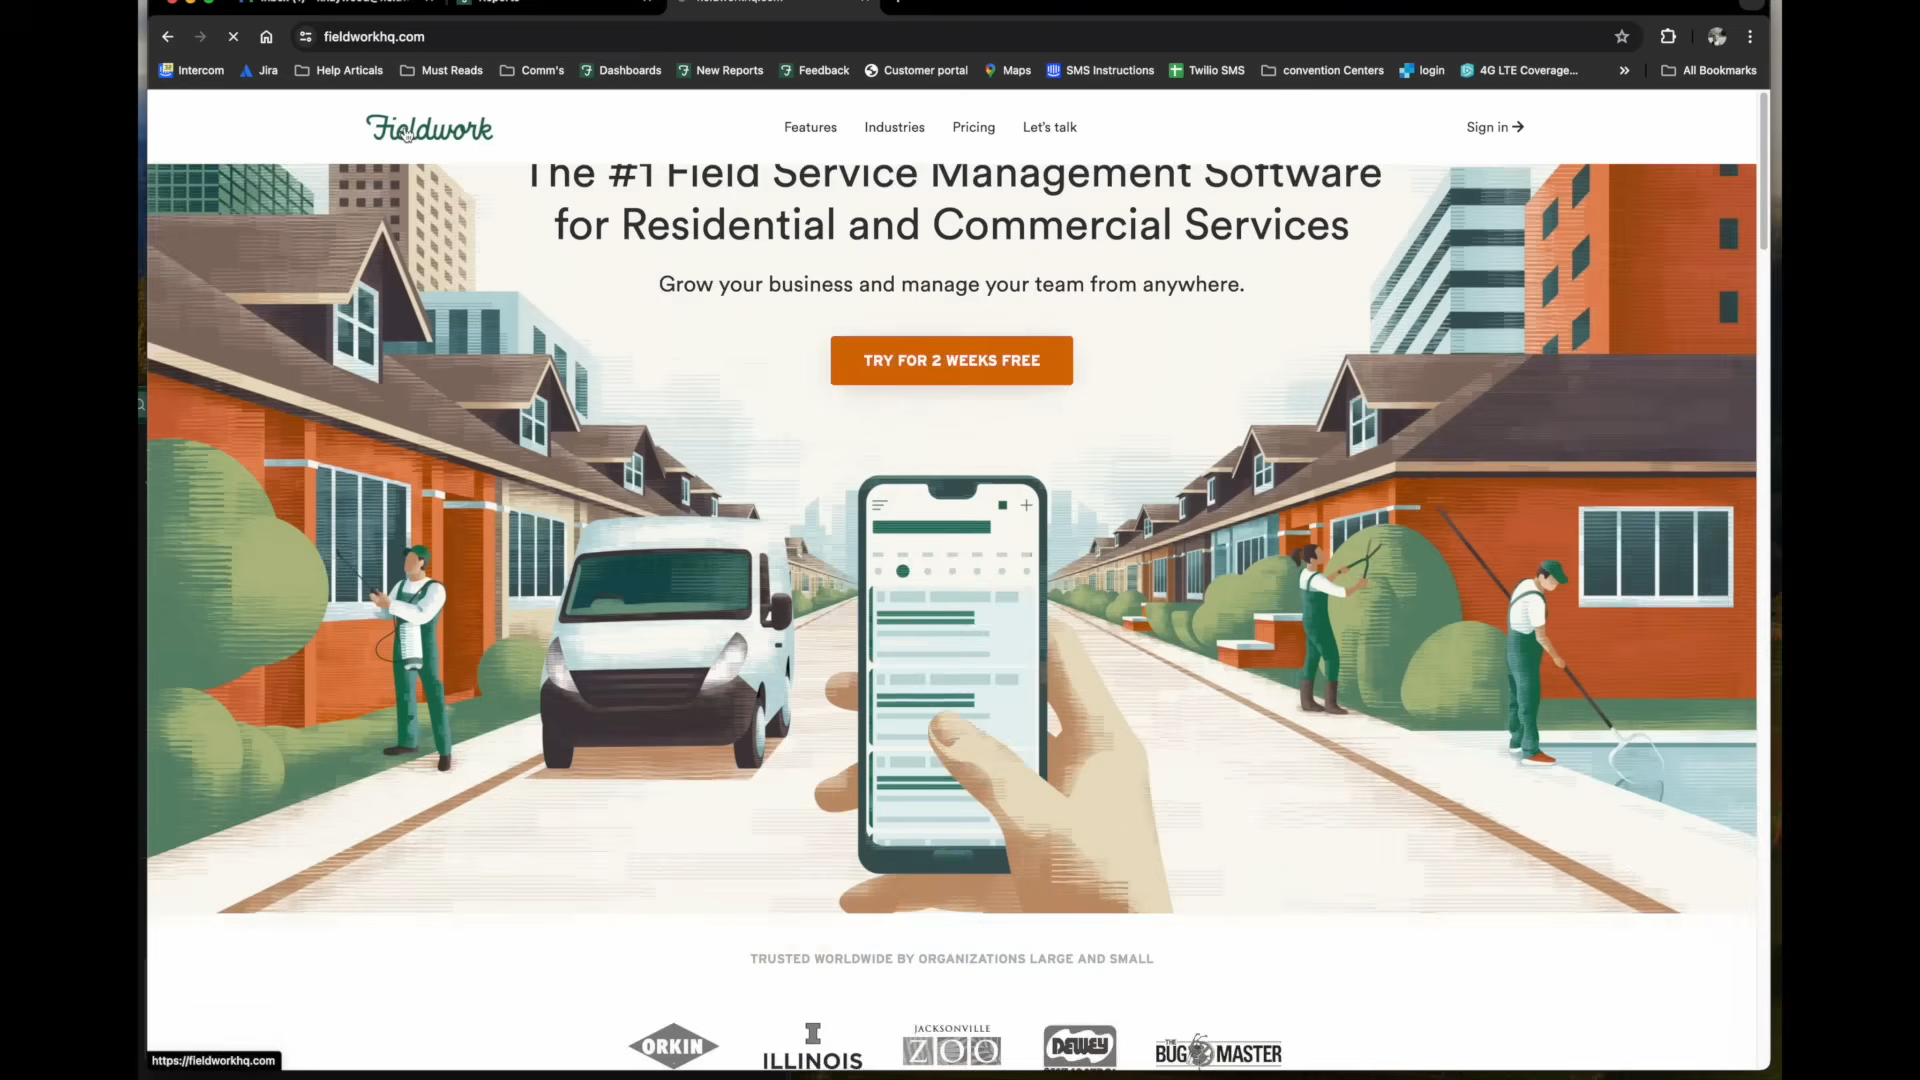 fieldworkhq.com
Intercom Jira Help Articals Must Reads Comm's Dashboards New Reports Feedback Customer portal Maps SMS Instructions Twilio SMS convention Centers login 4G LTE Coverage... » All Bookmarks
Fieldwork Features Industries Pricing Let's talk Sign in →
The #1 Field Service Management Software
for Residential and Commercial Services
Grow your business and manage your team from anywhere.
TRY FOR 2 WEEKS FREE
TRUSTED WORLDWIDE BY ORGANIZATIONS LARGE AND SMALL
ORKIN
I
ILLINOIS
JACKSONVILLE
ZOO
DEWEY
THE
BUG MASTER
https://fieldworkhq.com